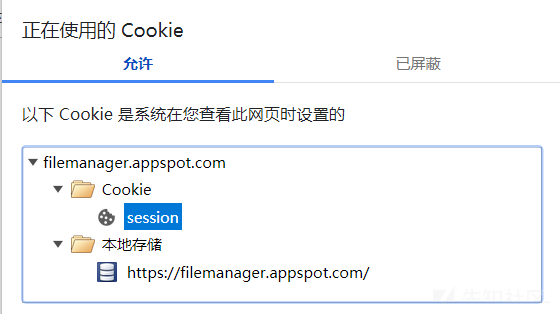 正在使用的 Cookie
允许 已屏蔽
以下 Cookie 是系统在您查看此网页时设置的
filemanager.appspot.com
Cookie
session
本地存储
https://filemanager.appspot.com/